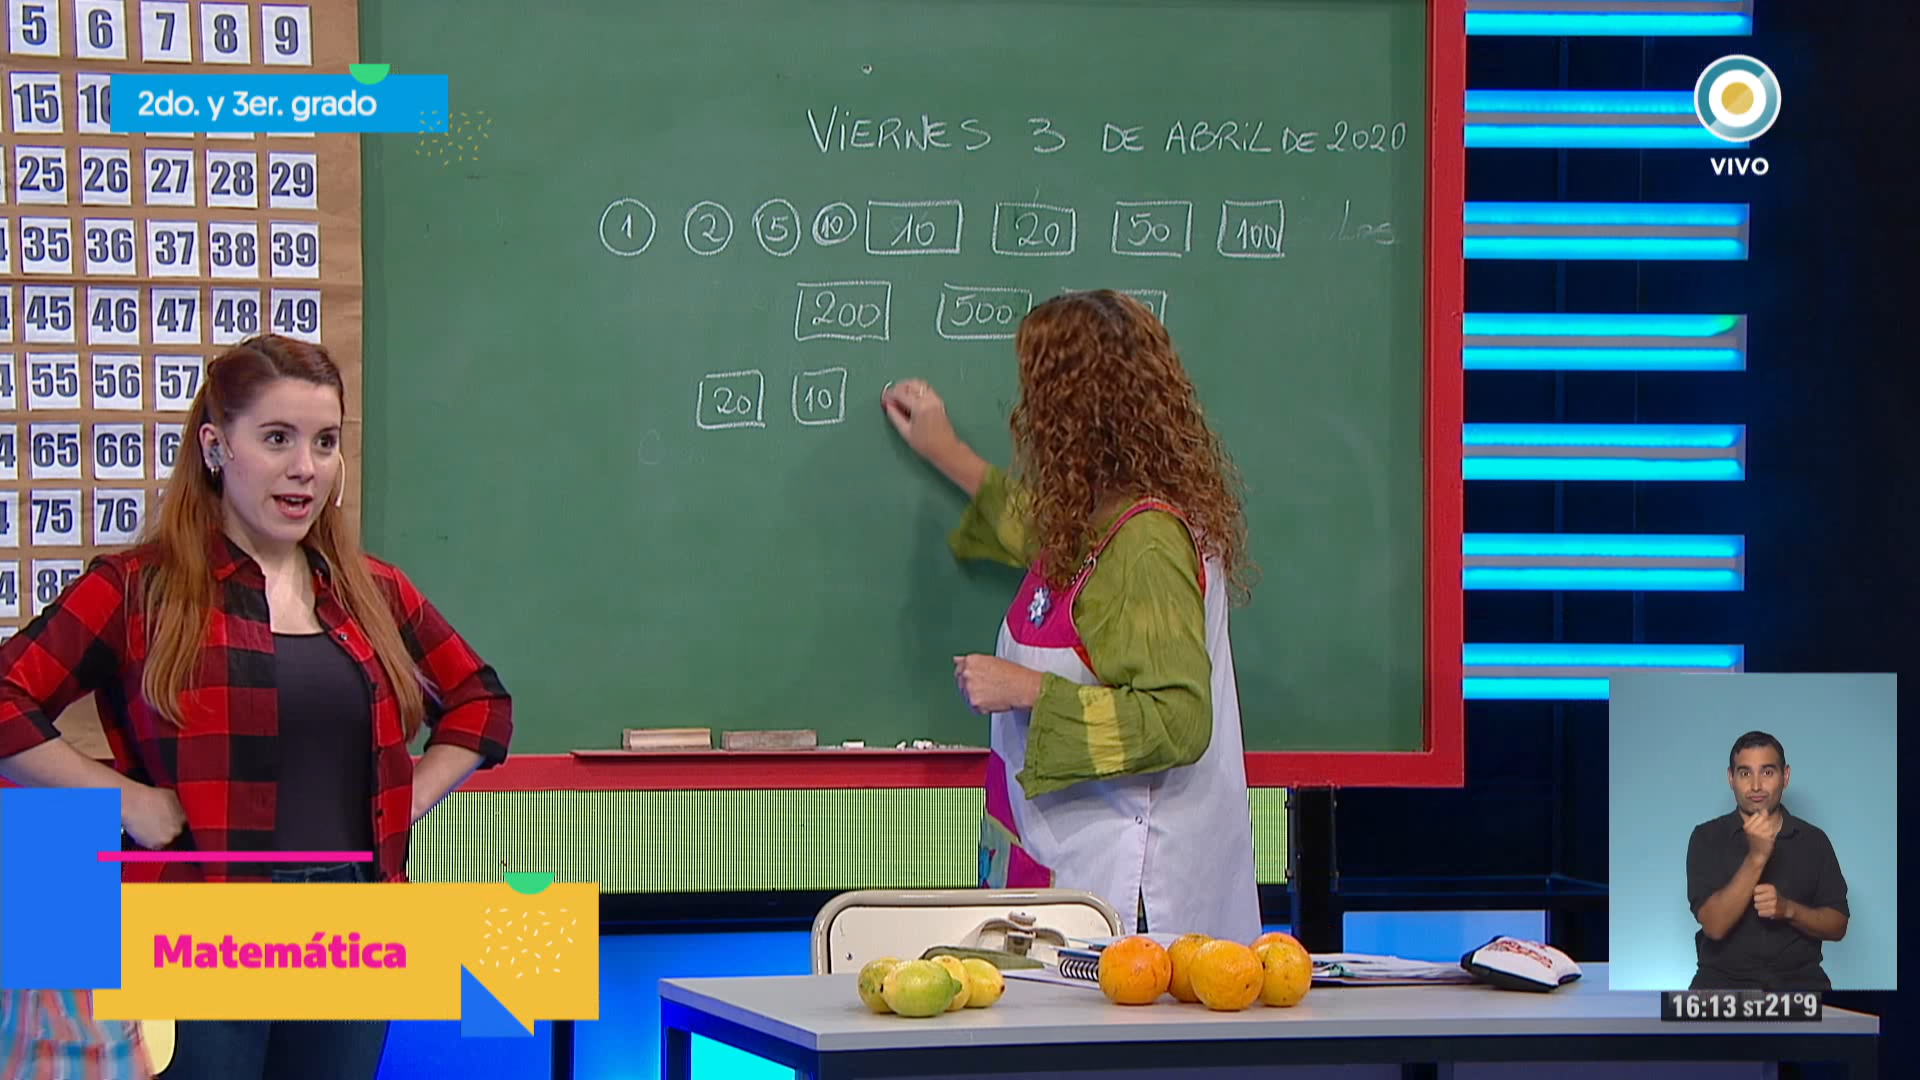 2do. y 3er. grado
VIVO
VIERNES 3 DE ABRIL DE 2020
1 2 5 10 10 20 50 100 Las
200 500
20 10
5 6 7 8 9
15
25 26 27 28 29
35 36 37 38 39
45 46 47 48 49
55 56 57
65 66
75 76
Matemática
16:13 ST21°9